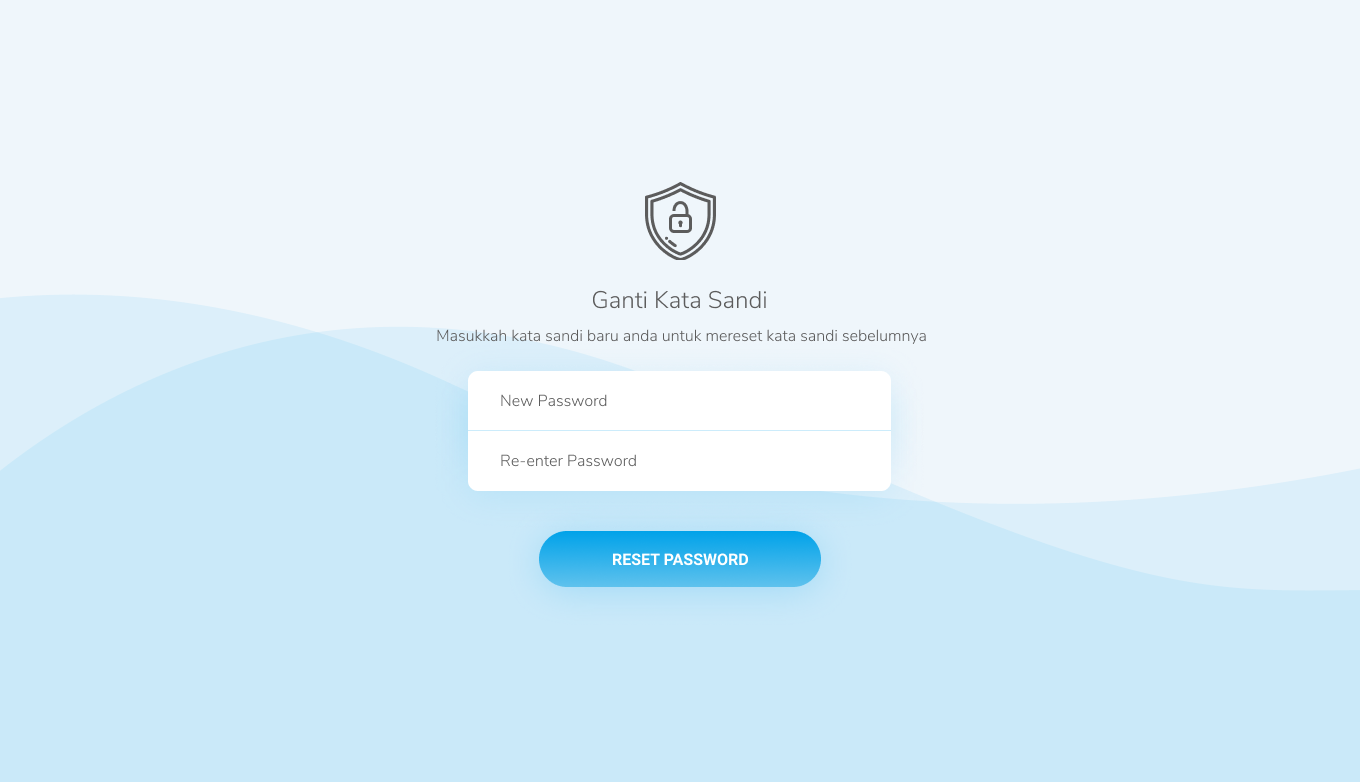 Ganti Kata Sandi
Masukkah kata sandi baru anda untuk mereset kata sandi sebelumnya
New Password
Re-enter Password
RESET PASSWORD